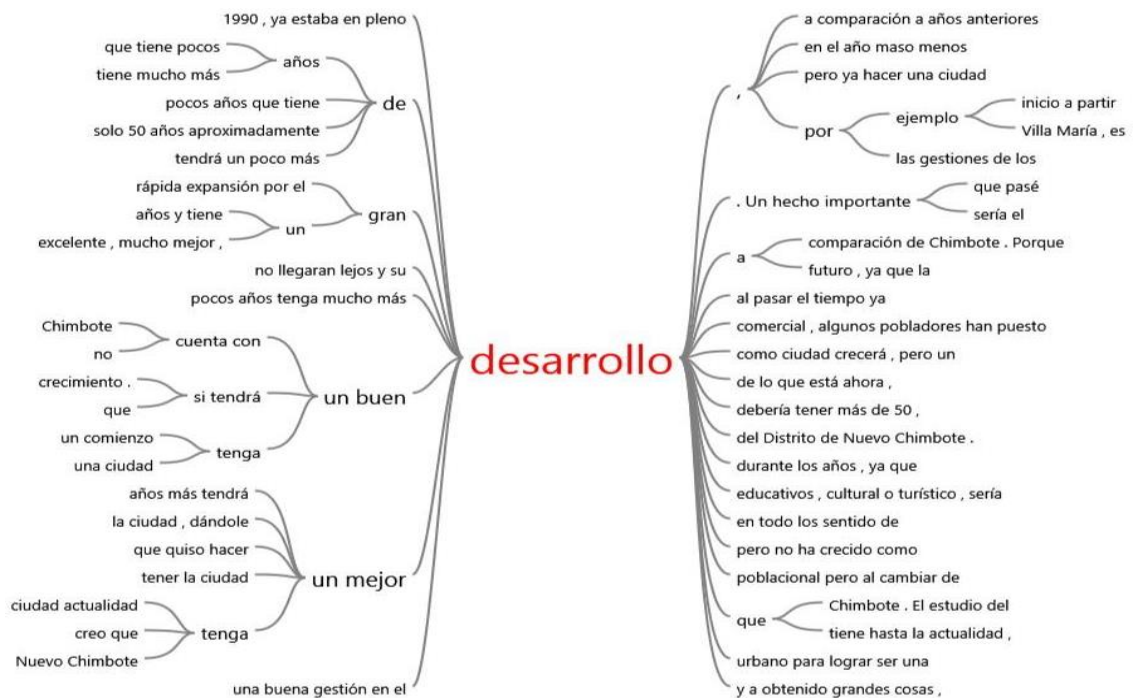 1990 , ya estaba en pleno
que tiene pocos
tiene mucho más
años
pocos años que tiene
solo 50 años aproximadamente
tendrá un poco más
de
rápida expansión por el
años y tiene
excelente , mucho mejor ,
un
gran
no llegaran lejos y su
pocos años tenga mucho más
Chimbote
no
cuenta con
crecimiento .
que
si tendrá
un comienzo
una ciudad
tenga
un buen
años más tendrá
la ciudad , dándole
que quiso hacer
tener la ciudad
ciudad actualidad
creo que
Nuevo Chimbote
tenga
un mejor
una buena gestión en el
desarrollo
,
a comparación a años anteriores
en el año maso menos
pero ya hacer una ciudad
por
ejemplo
inicio a partir
Villa María , es
las gestiones de los
. Un hecho importante
que pasé
sería el
a
comparación de Chimbote . Porque
futuro , ya que la
al pasar el tiempo ya
comercial , algunos pobladores han puesto
como ciudad crecerá , pero un
de lo que está ahora ,
debería tener más de 50 ,
del Distrito de Nuevo Chimbote .
durante los años , ya que
educativos , cultural o turístico , sería
en todo los sentido de
pero no ha crecido como
poblacional pero al cambiar de
que
Chimbote . El estudio del
tiene hasta la actualidad ,
urbano para lograr ser una
y a obtenido grandes cosas ,